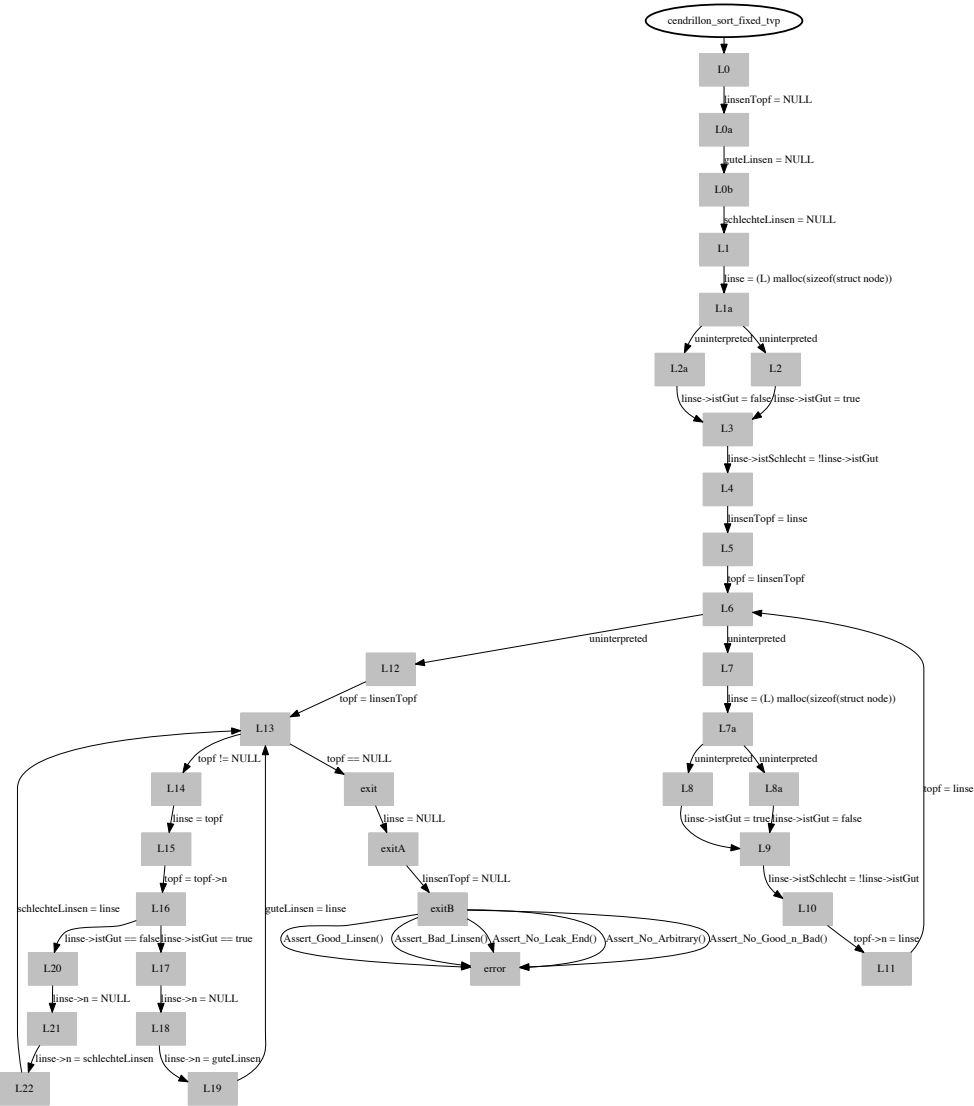 cendrillon_sort_fixed_tvp
L0
linsenTopf = NULL
L0a
guteLinsen = NULL
L0b
schlechteLinsen = NULL
L1
linse = (L) malloc(sizeof(struct node))
L1a
uninterpreted uninterpreted
L2a L2
linse->istGut = false linse->istGut = true
L3
linse->istSchlecht = !linse->istGut
L4
linsenTopf = linse
L5
topf = linsenTopf
L6
uninterpreted uninterpreted
L12 L7
topf = linsenTopf linse = (L) malloc(sizeof(struct node))
L13 L7a
topf != NULL topf == NULL uninterpreted uninterpreted
L14 exit L8 L8a topf = linse
linse = topf linse = NULL linse->istGut = true linse->istGut = false
L15 exitA L9
topf = topf->n linsenTopf = NULL linse->istSchlecht = !linse->istGut
schlechteLinsen = linse L16 guteLinsen = linse exitB L10
linse->istGut == false linse->istGut == true Assert_Good_Linsen() Assert_Bad_Linsen() Assert_No_Leak_End() Assert_No_Arbitrary() Assert_No_Good_n_Bad() topf->n = linse
L20 L17 error L11
linse->n = NULL linse->n = NULL
L21 L18
linse->n = schlechteLinsen linse->n = guteLinsen
L22 L19